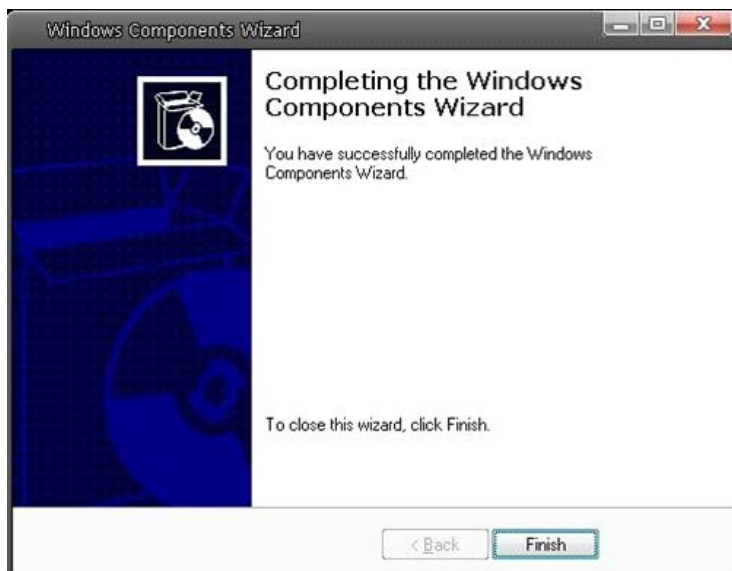 Windows Components Wizard
Completing the Windows
Components Wizard
You have successfully completed the Windows
Components Wizard.
To close this wizard, click Finish.
< Back
Finish